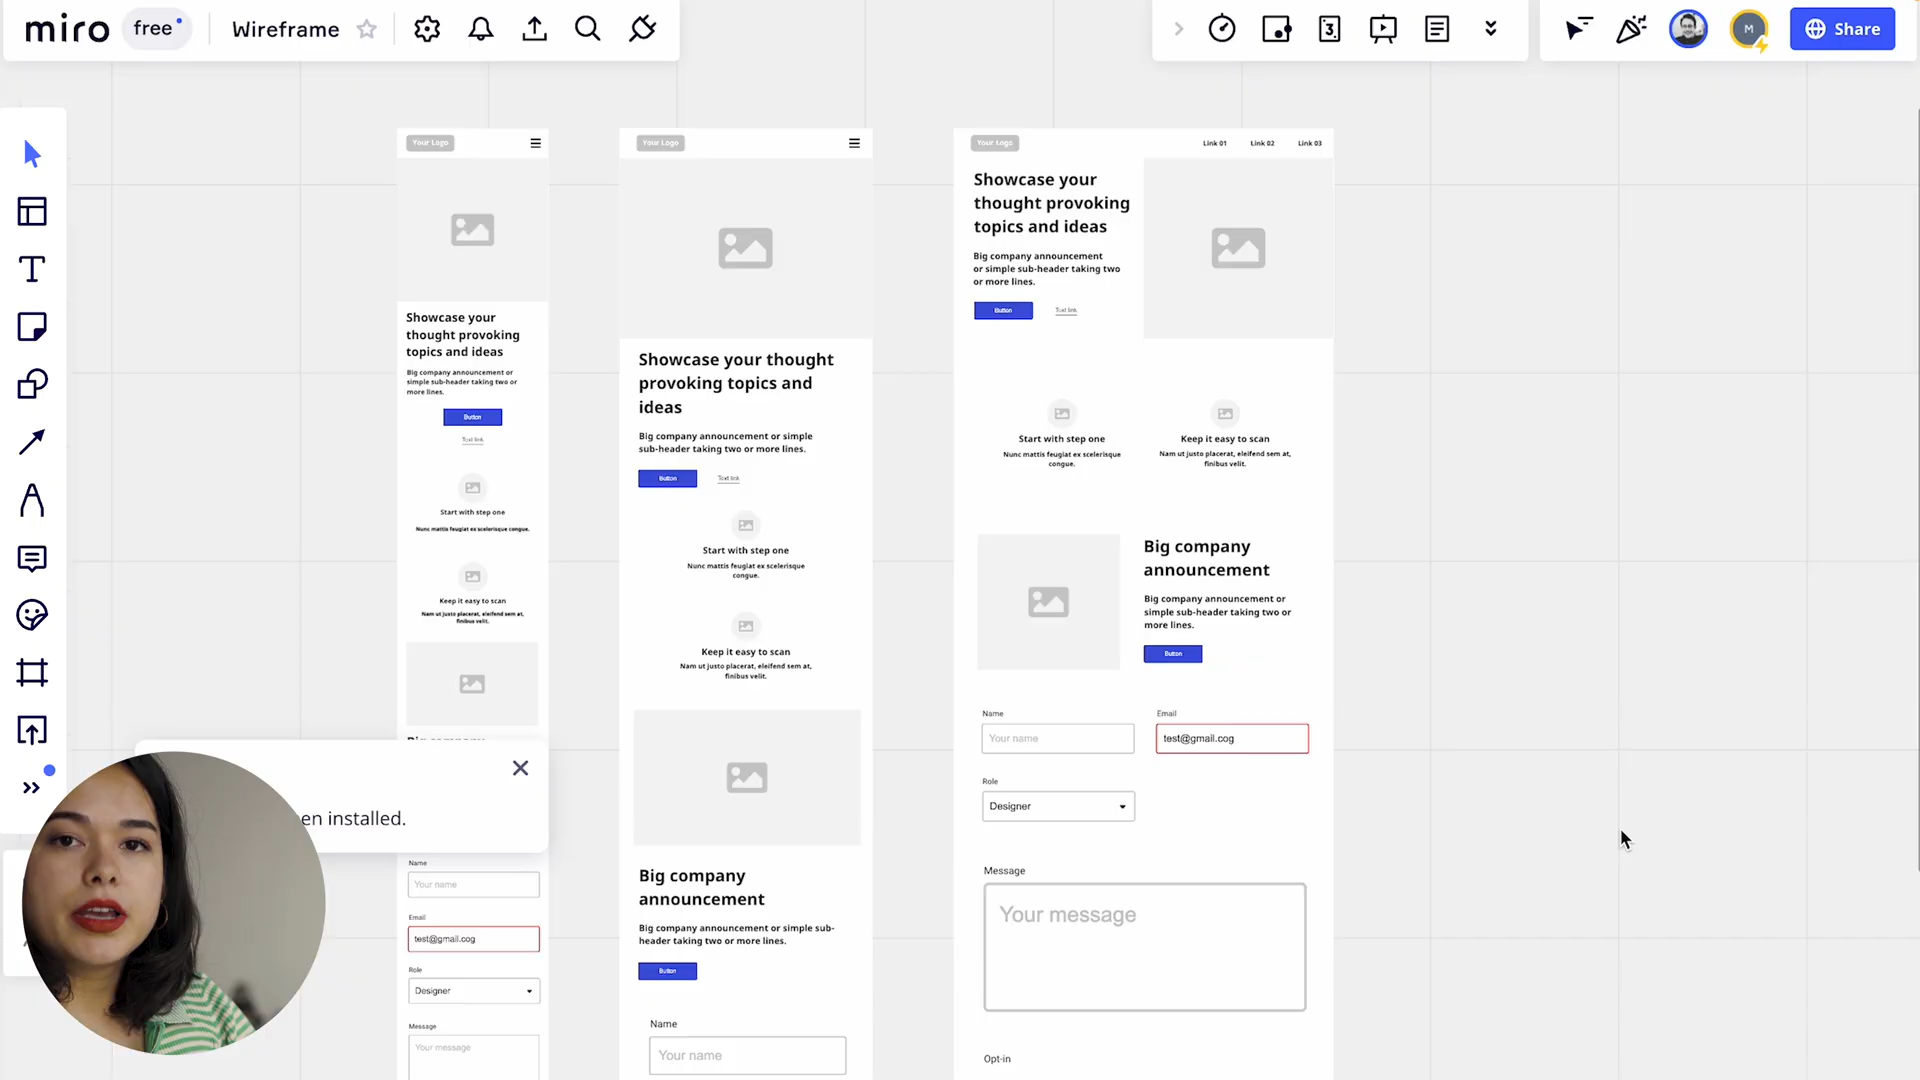 miro
free
Wireframe
3
M
Share
Your Logo
Showcase your
thought provoking
topics and ideas
Big company announcement or
simple sub-header taking two or
more lines.
Button
Text link
Start with step one
Nunc mattis feugiat ex scelerisque congue.
Keep it easy to scan
Nam ut justo placerat, eleifend sem at,
finibus velit.
en installed.
Name
Your name
Email
test@gmail.cog
Role
Designer
Message
Your message
Your Logo
Showcase your thought
provoking topics and
ideas
Big company announcement or simple
sub-header taking two or more lines.
Button
Text link
Start with step one
Nunc mattis feugiat ex scelerisque
congue.
Keep it easy to scan
Nam ut justo placerat, eleifend sem at,
finibus velit.
Big company
announcement
Big company announcement or simple sub-
header taking two or more lines.
Button
Name
Your name
Your Logo
Link 01
Link 02
Link 03
Showcase your
thought provoking
topics and ideas
Big company announcement
or simple sub-header taking two
or more lines.
Button
Text link
Start with step one
Nunc mattis feugiat ex scelerisque
congue.
Keep it easy to scan
Nam ut justo placerat, eleifend sem at,
finibus velit.
Big company
announcement
Big company announcement or
simple sub-header taking two or
more lines.
Button
Name
Your name
Email
test@gmail.cog
Role
Designer
Message
Your message
Opt-in